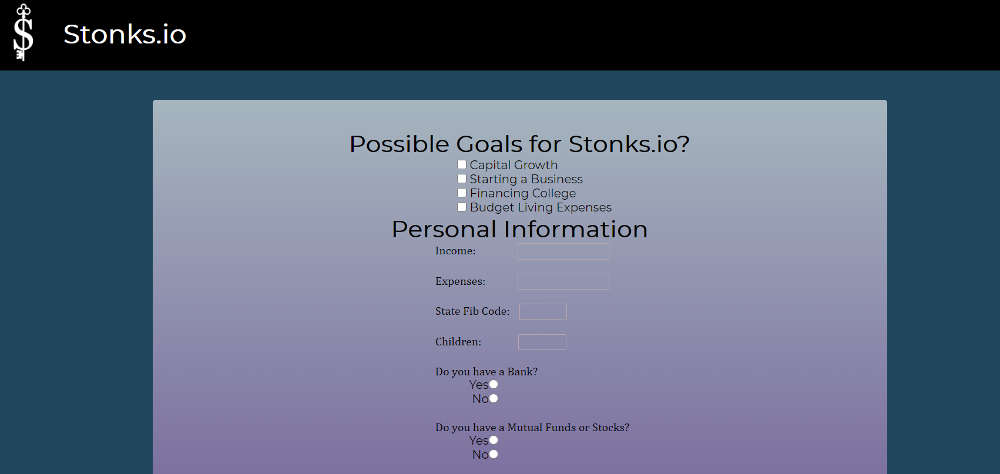 Stonks.io
Possible Goals for Stonks.io?
Capital Growth
Starting a Business
Financing College
Budget Living Expenses
Personal Information
Income:
Expenses:
State Fib Code:
Children:
Do you have a Bank?
Yes
No
Do you have a Mutual Funds or Stocks?
Yes
No